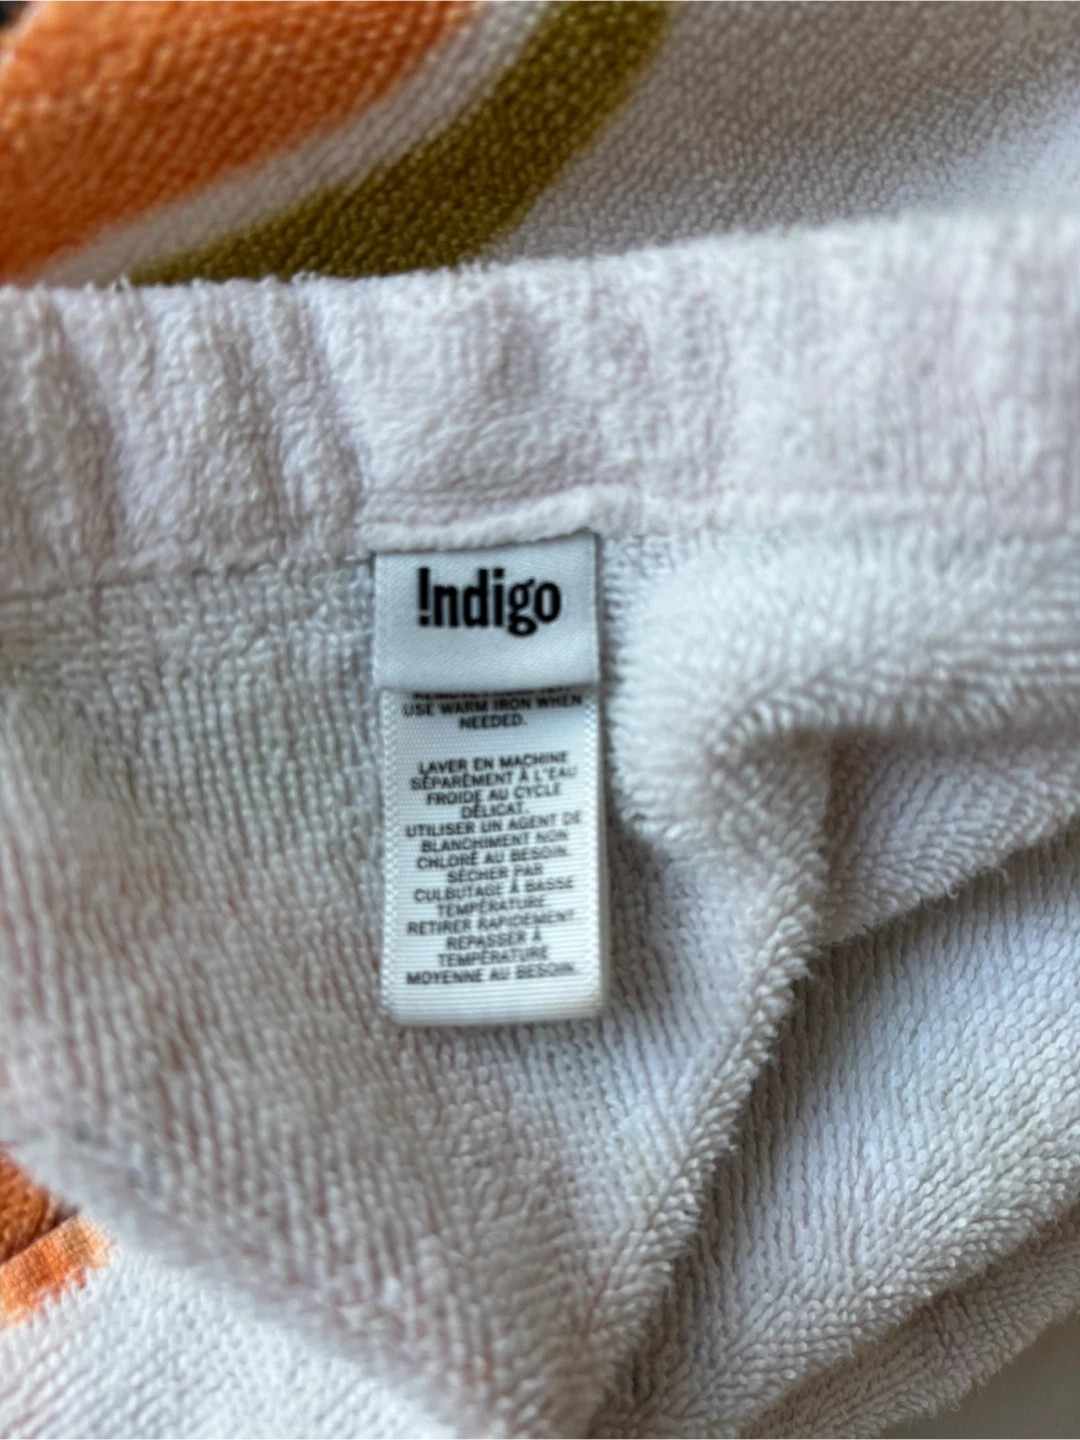 !ndigo
USE WARM IRON WHEN
NEEDED.
LAVER EN MACHINE
SÉPARÉMENT À L'EAU
FROIDE AU CYCLE
DÉLICAT.
UTILISER UN AGENT DE
BLANCHIMENT NON
CHLORÉ AU BESOIN.
SÉCHER PAR
CULBUTAGE À BASSE
TEMPÉRATURE.
RETIRER RAPIDEMENT.
REPASSER À
TEMPÉRATURE
MOYENNE AU BESOIN.